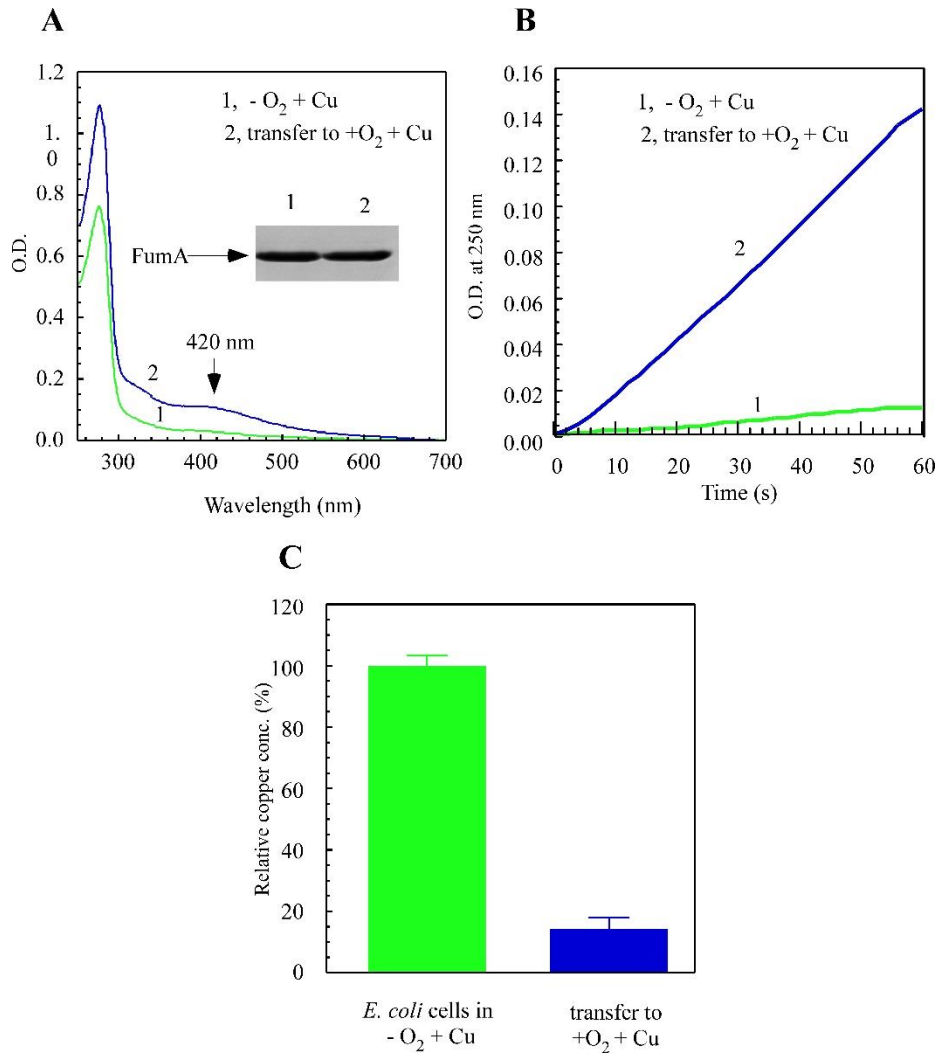 A
1.2
1.
0
0.8
0.6
0.4
0.2
0.0
O.D.
1, - O₂ + Cu
2, transfer to +O₂ + Cu
1 2
FumA
420 nm
2
1
300 400 500 600 700
Wavelength (nm)
B
0.16
0.14
0.12
0.10
0.08
0.06
0.04
0.02
0.00
O.D. at 250 nm
1, - O₂ + Cu
2, transfer to +O₂ + Cu
2
1
0 10 20 30 40 50 60
Time (s)
C
120
100
80
60
40
20
0
Relative copper conc. (%)
E. coli cells in
- O₂ + Cu
transfer to
+O₂ + Cu